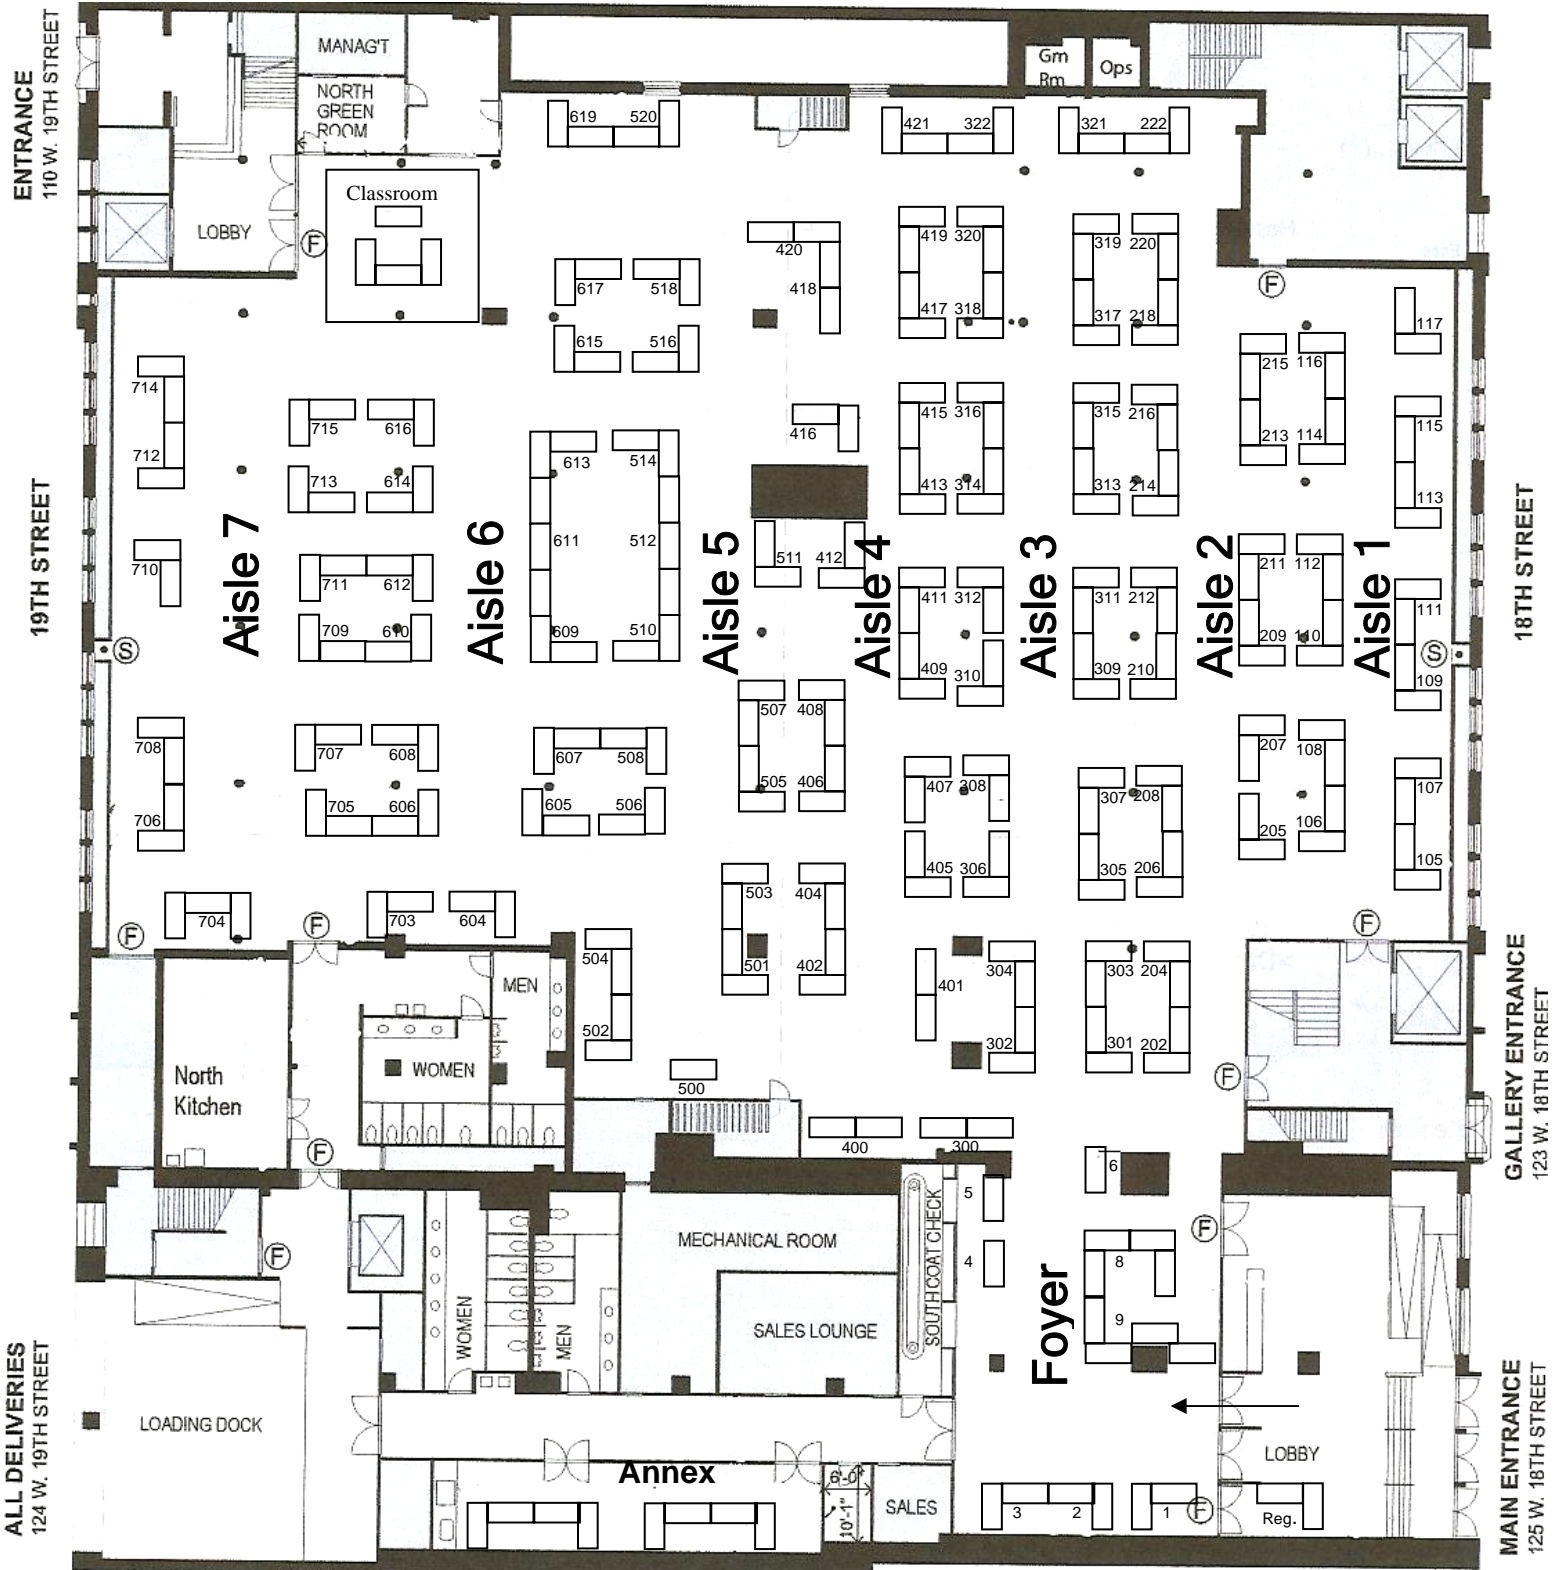 ENTRANCE
110 W. 19TH STREET
MANAG'T
NORTH
GREEN
ROOM
Grn
Rm
Ops
619 520
421 322
321 222
Classroom
LOBBY
F
420
418
419 320
319 220
F
617 518
417 318
317 218
117
615 516
215 116
714
715 616
415 316
315 216
115
416
712
613 514
213 114
713 614
413 314
313 214
113
19TH STREET
18TH STREET
Aisle 7
Aisle 6
Aisle 5
Aisle 4
Aisle 3
Aisle 2
Aisle 1
710
611 512
511 412
211 112
711 612
411 312
311 212
111
709 610
609 510
209 110
S
S
409 310
309 210
109
507 408
708
707 608
607 508
207 108
505 406
407 308
307 208
107
706
705 606
605 506
205 106
405 306
305 206
105
503 404
704
703 604
F
F
F
504
501 402
304
303 204
MEN
401
502
302
301 202
North
Kitchen
WOMEN
500
F
GALLERY ENTRANCE
123 W. 18TH STREET
400 300
F
6
5
SOUTH COAT CHECK
MECHANICAL ROOM
F
F
4
8
Foyer
9
WOMEN
MEN
SALES LOUNGE
ALL DELIVERIES
124 W. 19TH STREET
LOADING DOCK
MAIN ENTRANCE
125 W. 18TH STREET
LOBBY
Annex
6'-0"
10'-1"
SALES
3 2
1
F
Reg.